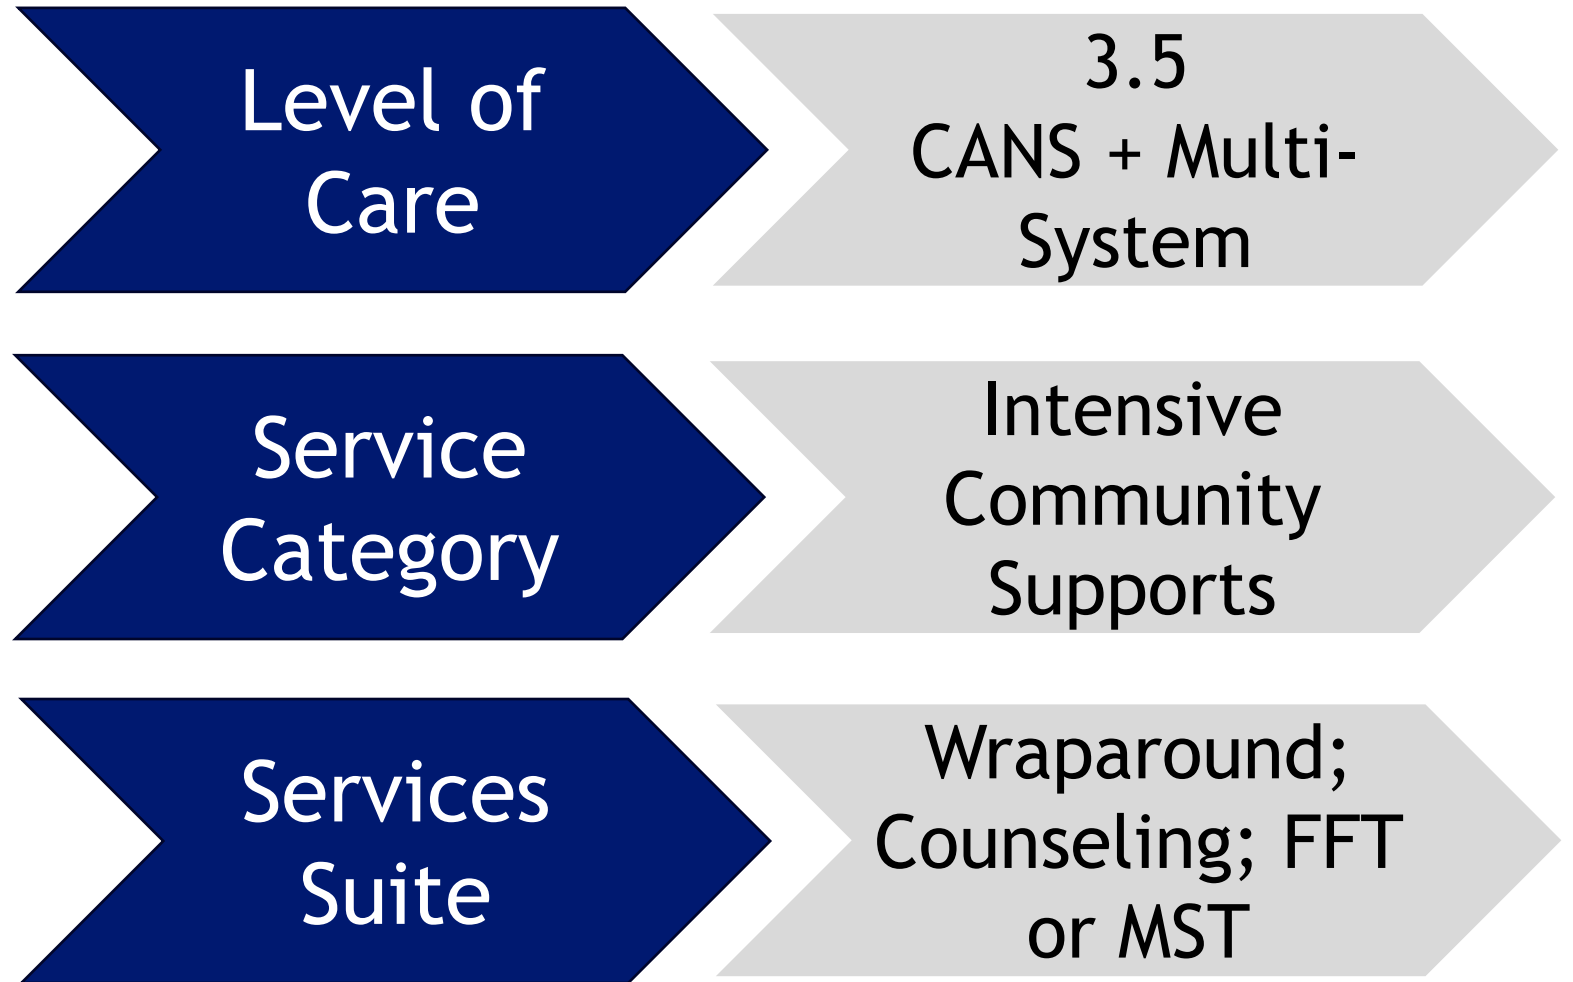 Level of
Care
3.5
CANS + Multi-
System
Service
Category
Intensive
Community
Supports
Services
Suite
Wraparound;
Counseling; FFT
or MST